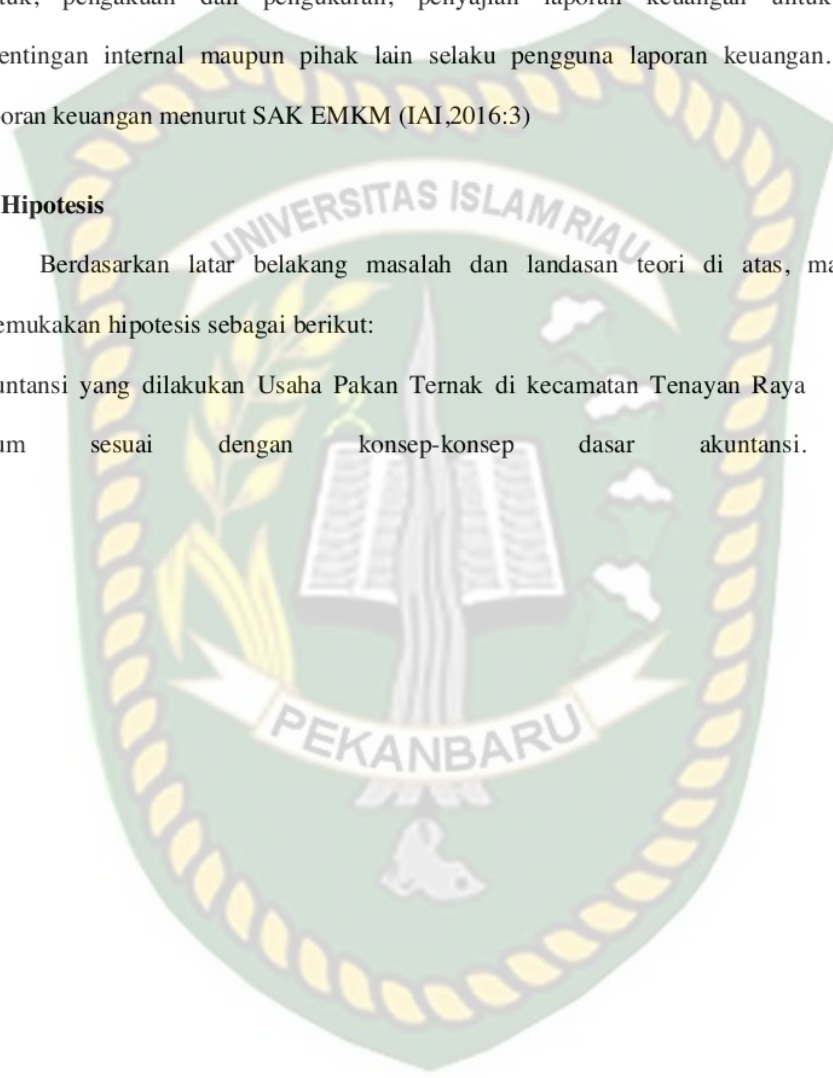 pengakuan dan pengukuran, penyajian laporan keuangan untuk
entingan internal maupun pihak lain selaku pengguna laporan keuangan.
oran keuangan menurut SAK EMKM (IAI,2016:3)
Hipotesis
UNIVERSITAS ISLAM RIAU
Berdasarkan latar belakang masalah dan landasan teori di atas, ma
emukakan hipotesis sebagai berikut:
untansi yang dilakukan Usaha Pakan Ternak di kecamatan Tenayan Raya
um sesuai dengan konsep-konsep dasar akuntansi.
PEKANBARU